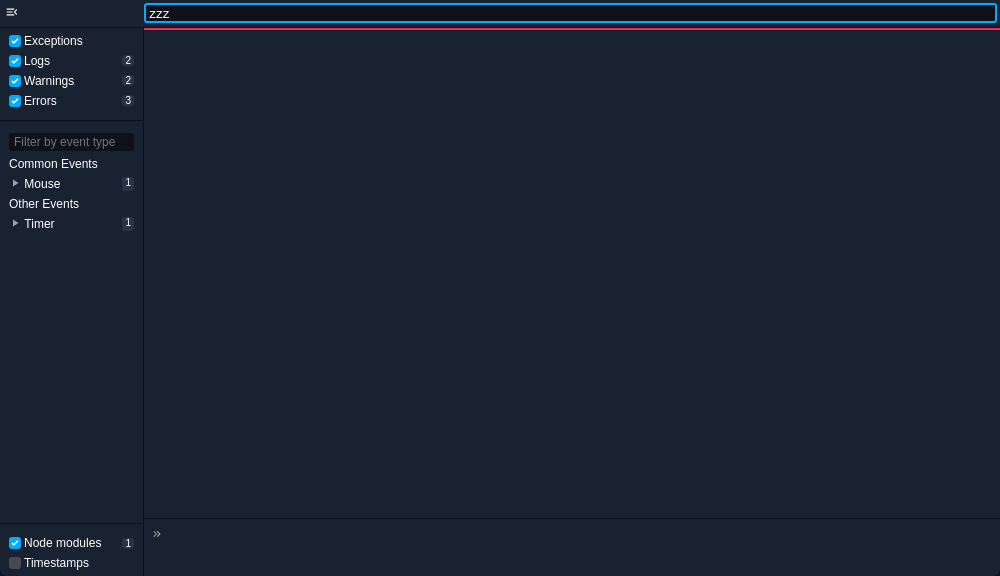 zzz
Exceptions
Logs 2
Warnings 2
Errors 3
Filter by event type
Common Events
Mouse 1
Other Events
Timer 1
Node modules 1
Timestamps
»